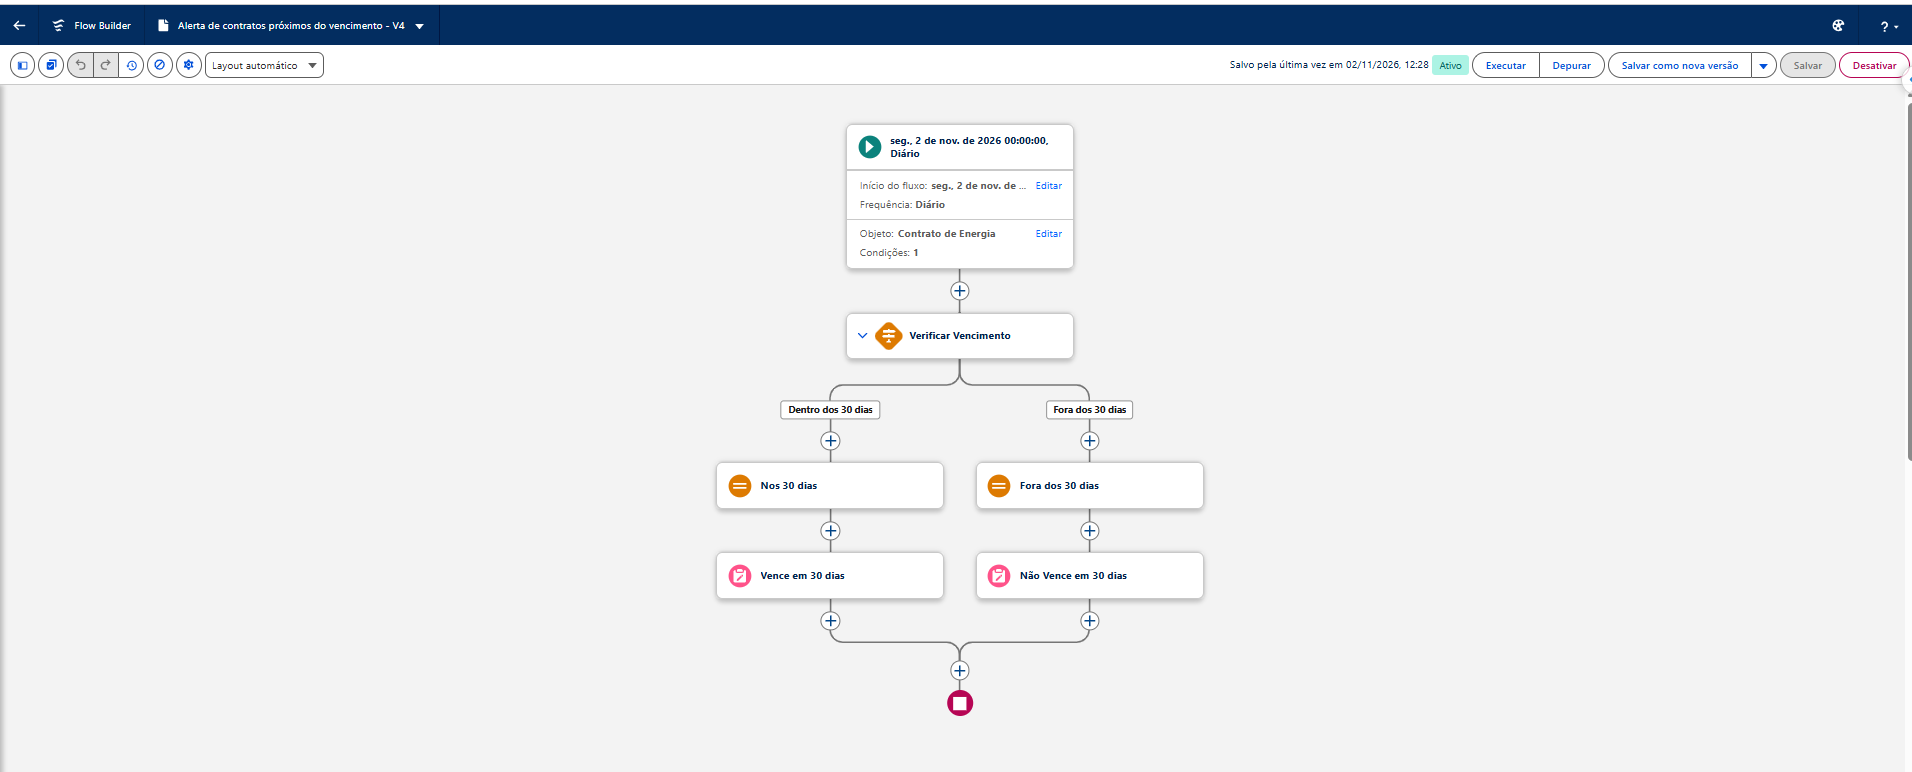 Flow Builder
Alerta de contratos próximos do vencimento - V4
?
Layout automático
Salvo pela última vez em 02/11/2026, 12:28
Ativo
Executar
Depurar
Salvar como nova versão
Salvar
Desativar
seg., 2 de nov. de 2026 00:00:00,
Diário
Início do fluxo: seg., 2 de nov. de ... Editar
Frequência: Diário
Objeto: Contrato de Energia Editar
Condições: 1
Verificar Vencimento
Dentro dos 30 dias
Fora dos 30 dias
Nos 30 dias
Fora dos 30 dias
Vence em 30 dias
Não Vence em 30 dias